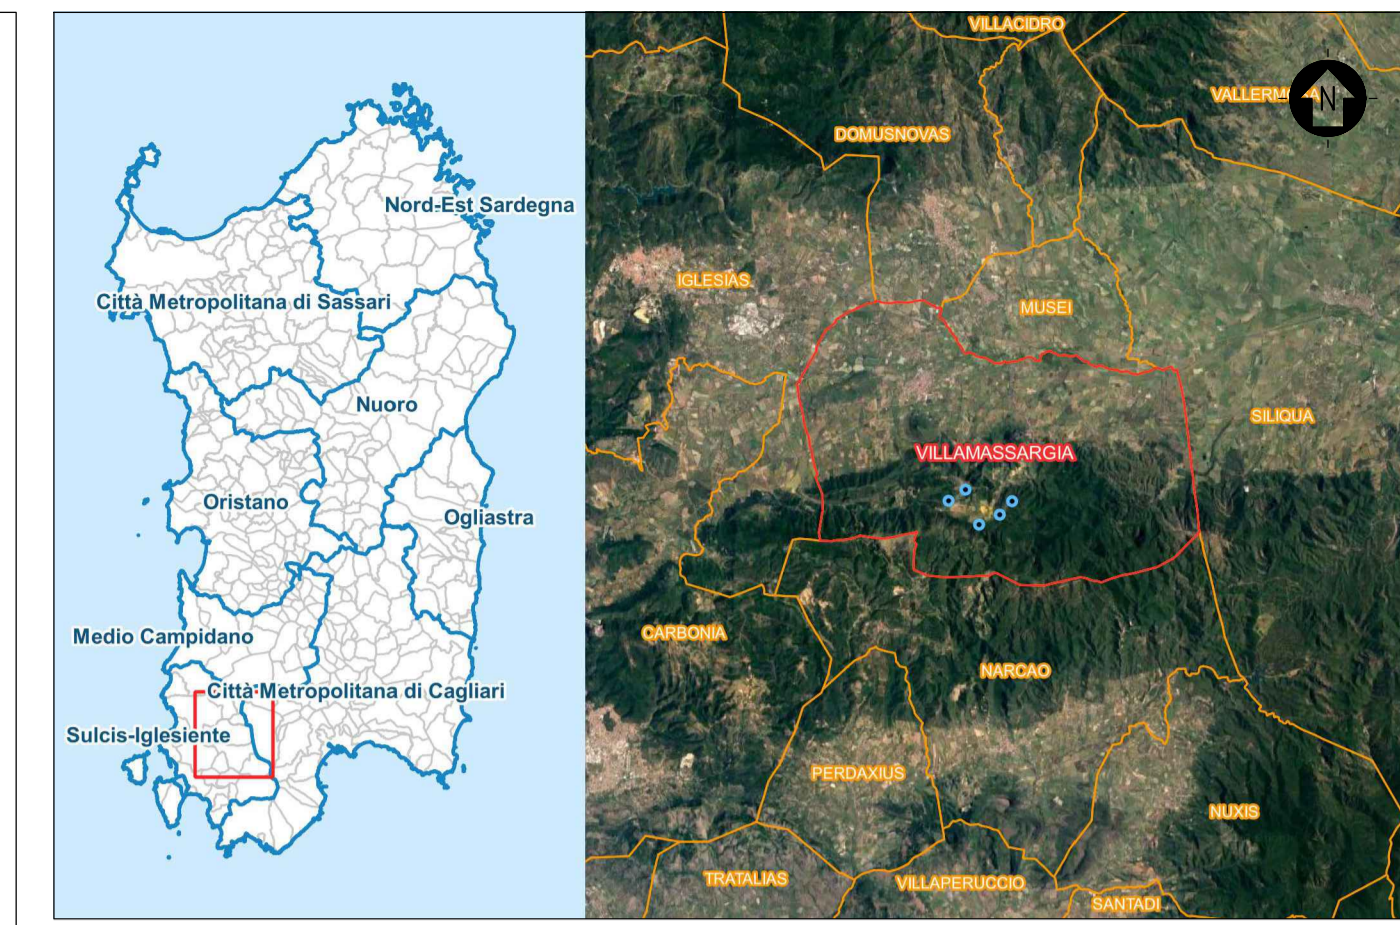 Nord-Est Sardegna
Città Metropolitana di Sassari
Nuoro
Oristano
Ogliastra
Medio Campidano
Città Metropolitana di Cagliari
Sulcis-Iglesiente
VILLACIDRO
N
DOMUSNOVAS
IGLESIAS
MUSEI
SILIQUA
VILLAMASSARGIA
CARBONIA
NARCAO
PERDAXIUS
NUXIS
TRATALIAS
VILLAPERUCCIO
SANTADI